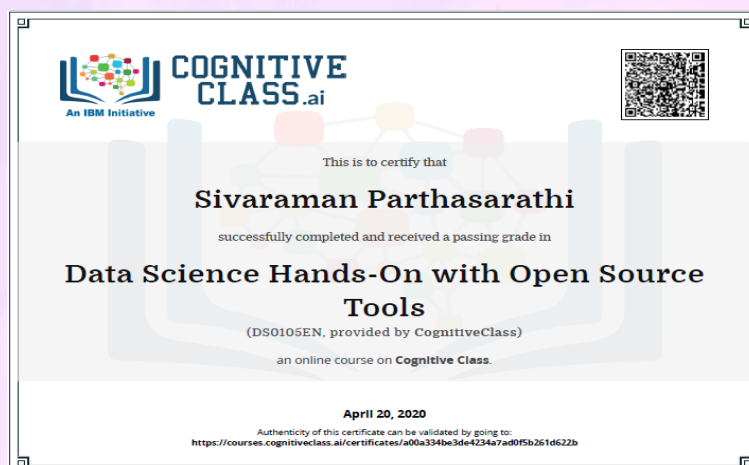 COGNITIVE
CLASS.ai
An IBM Initiative
This is to certify that
Sivaraman Parthasarathi
successfully completed and received a passing grade in
Data Science Hands-On with Open Source
Tools
(DS0105EN, provided by CognitiveClass)
an online course on Cognitive Class.
April 20, 2020
Authenticity of this certificate can be validated by going to:
https://courses.cognitiveclass.ai/certificates/a00a334be3de4234a7ad0f5b261d622b